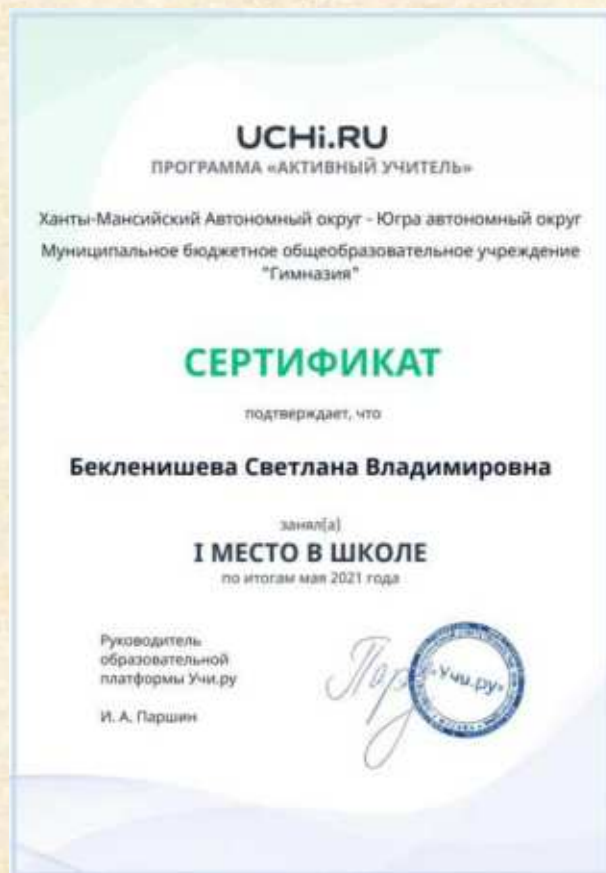 UCHi.RU
ПРОГРАММА «АКТИВНЫЙ УЧИТЕЛЬ»
Ханты-Мансийский Автономный округ - Югра автономный округ
Муниципальное бюджетное общеобразовательное учреждение
"Гимназия"
СЕРТИФИКАТ
подтверждает, что
Бекленишева Светлана Владимировна
занял(а)
I МЕСТО В ШКОЛЕ
по итогам мая 2021 года
Руководитель
образовательной
платформы Учи.ру
И. А. Паршин
«Учи.ру»